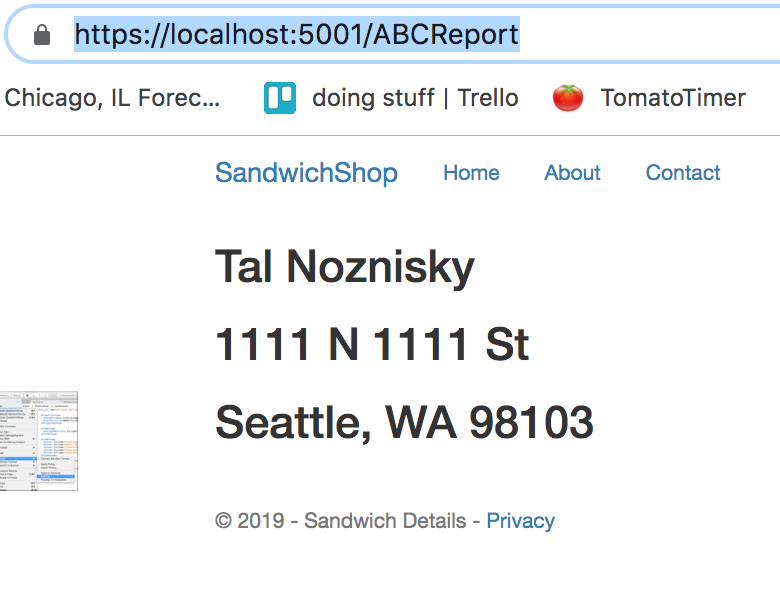 https://localhost:5001/ABCReport
Chicago, IL Forec... doing stuff | Trello TomatoTimer
SandwichShop Home About Contact
Tal Noznisky
1111 N 1111 St
Seattle, WA 98103
© 2019 - Sandwich Details - Privacy